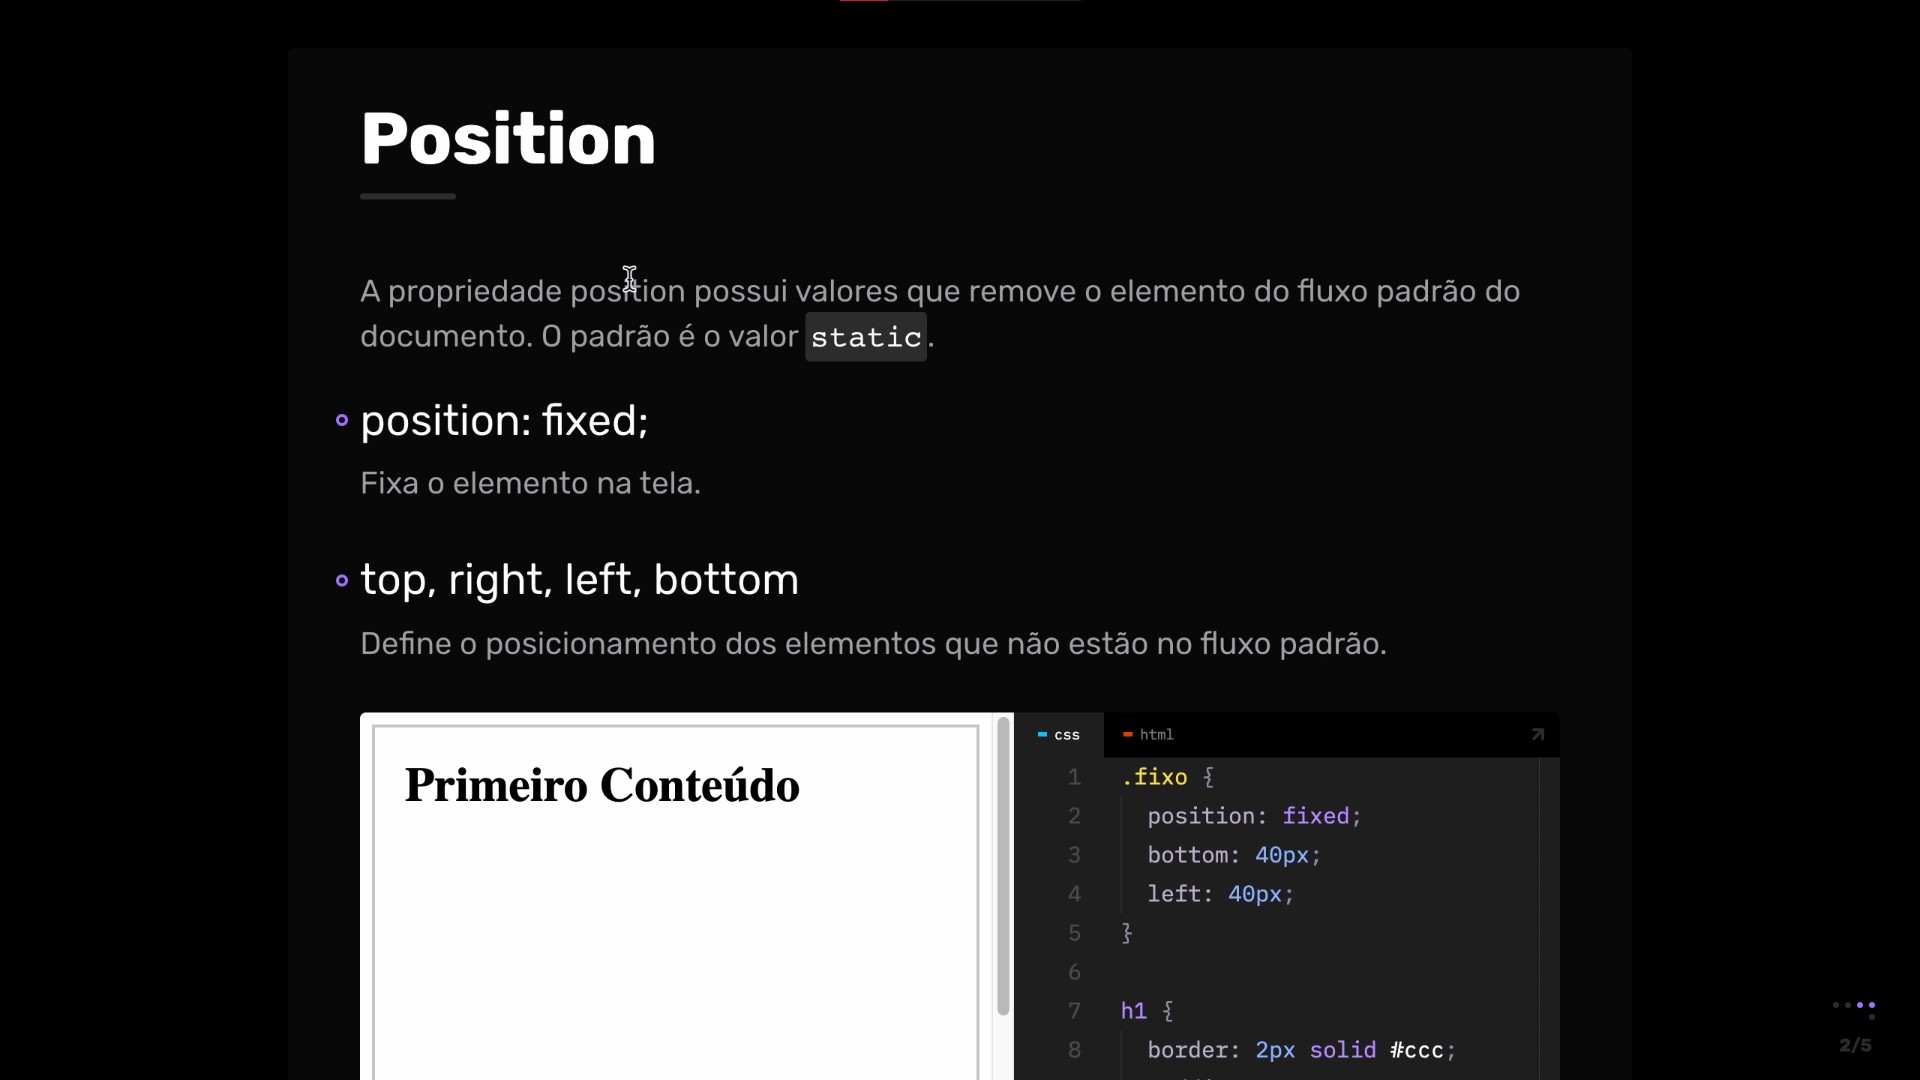 Position
A propriedade position possui valores que remove o elemento do fluxo padrão do
documento. O padrão é o valor static.
position: fixed;
Fixa o elemento na tela.
top, right, left, bottom
Define o posicionamento dos elementos que não estão no fluxo padrão.
Primeiro Conteúdo
css html
1 .fixo {
2 position: fixed;
3 bottom: 40px;
4 left: 40px;
5 }
6
7 h1 {
8 border: 2px solid #ccc;
2/5